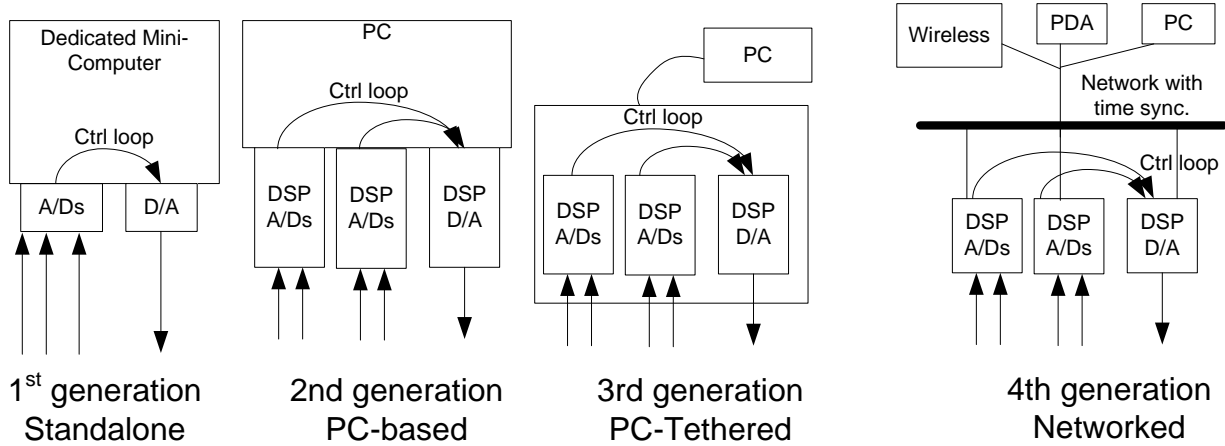 Dedicated Mini-
Computer
Ctrl loop
A/Ds
D/A
1st generation
Standalone
PC
Ctrl loop
DSP
A/Ds
DSP
A/Ds
DSP
D/A
2nd generation
PC-based
PC
Ctrl loop
DSP
A/Ds
DSP
A/Ds
DSP
D/A
3rd generation
PC-Tethered
Wireless
PDA
PC
Network with
time sync.
Ctrl loop
DSP
A/Ds
DSP
A/Ds
DSP
D/A
4th generation
Networked